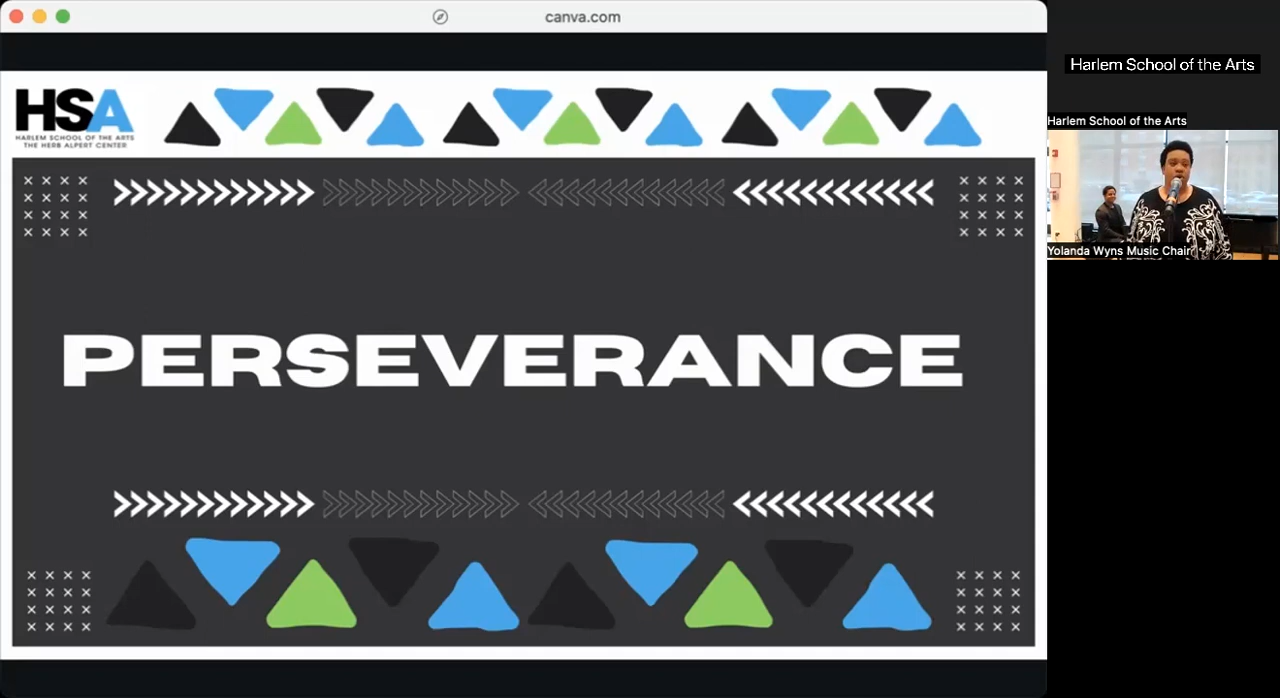 canva.com
HSA
HARLEM SCHOOL OF THE ARTS
THE HERB ALPERT CENTER
PERSEVERANCE
Harlem School of the Arts
Harlem School of the Arts
Yolanda Wyns Music Chair